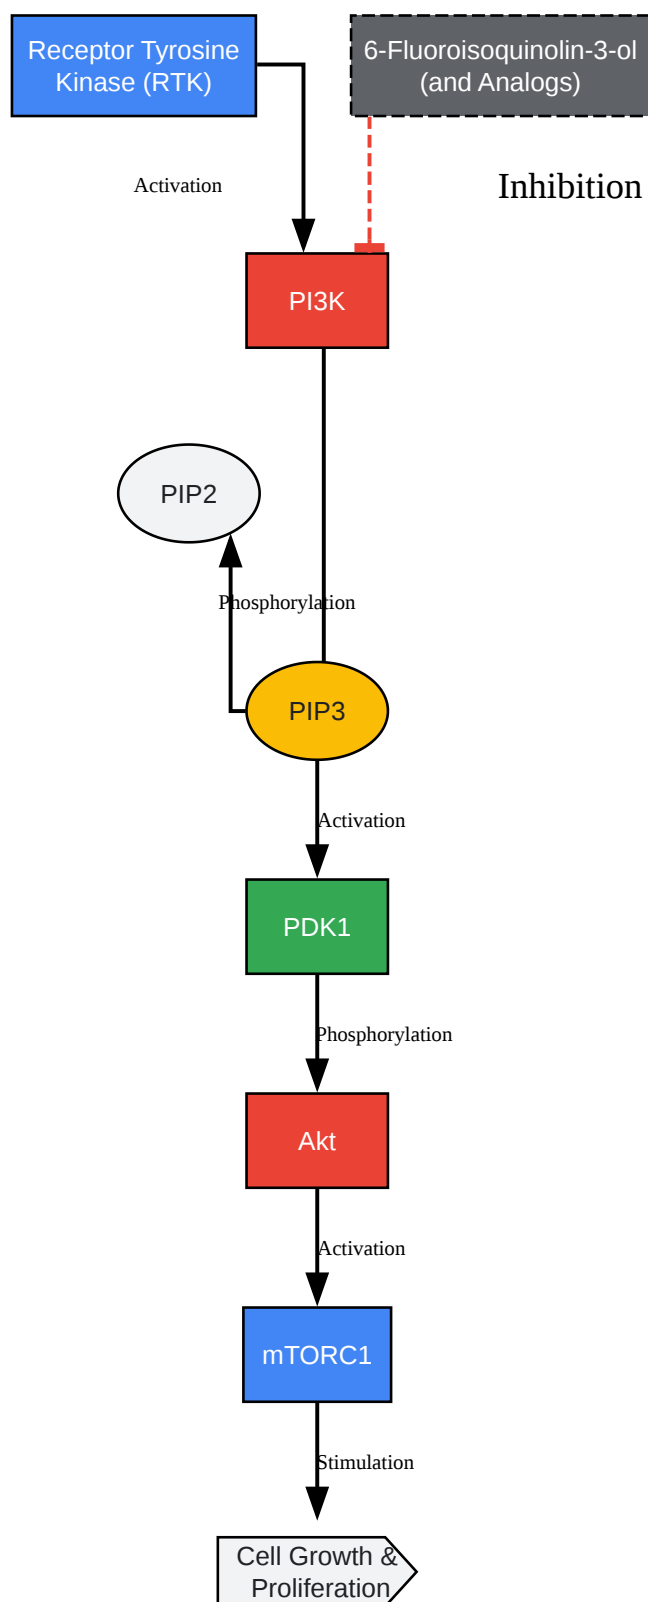 Receptor Tyrosine
Kinase (RTK)
6-Fluoroisoquinolin-3-ol
(and Analogs)
Activation
Inhibition
PI3K
PIP2
Phosphorylation
PIP3
Activation
PDK1
Phosphorylation
Akt
Activation
mTORC1
Stimulation
Cell Growth &
Proliferation